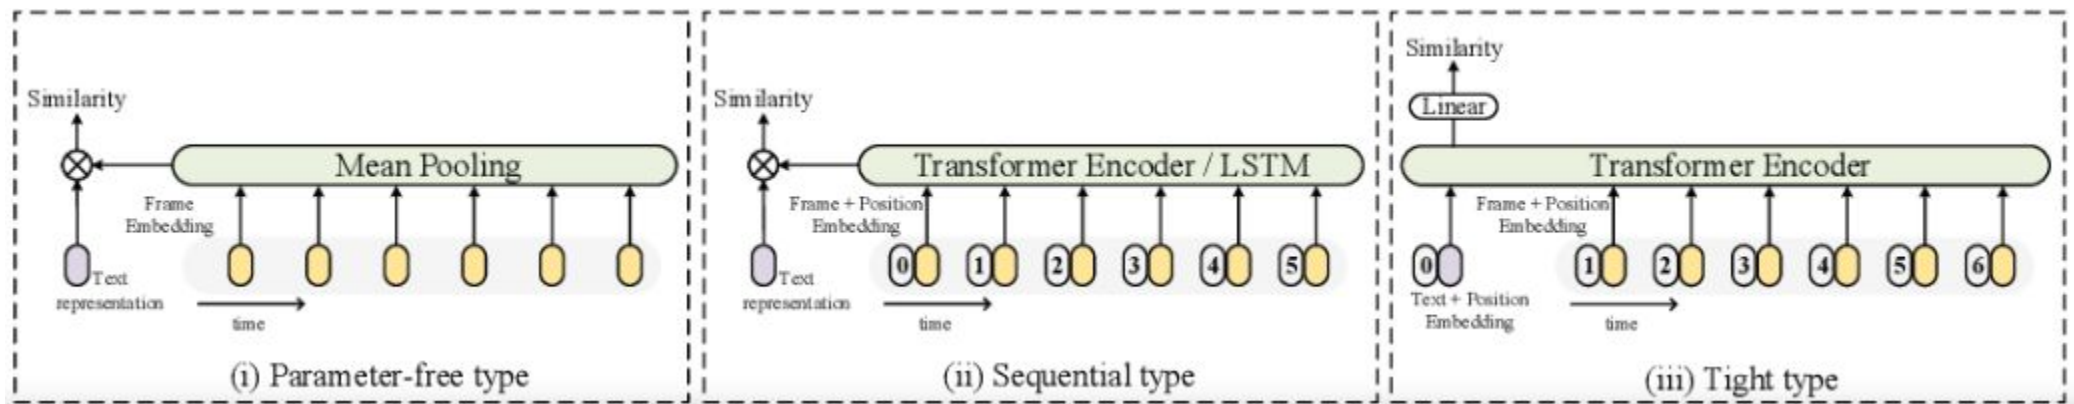 Similarity
Mean Pooling
Frame
Embedding
Text
representation
time
(i) Parameter-free type
Similarity
Transformer Encoder / LSTM
Frame + Position
Embedding
0 1 2 3 4 5
Text
representation
time
(ii) Sequential type
Similarity
Linear
Transformer Encoder
Frame + Position
Embedding
0 1 2 3 4 5 6
Text + Position
Embedding
time
(iii) Tight type